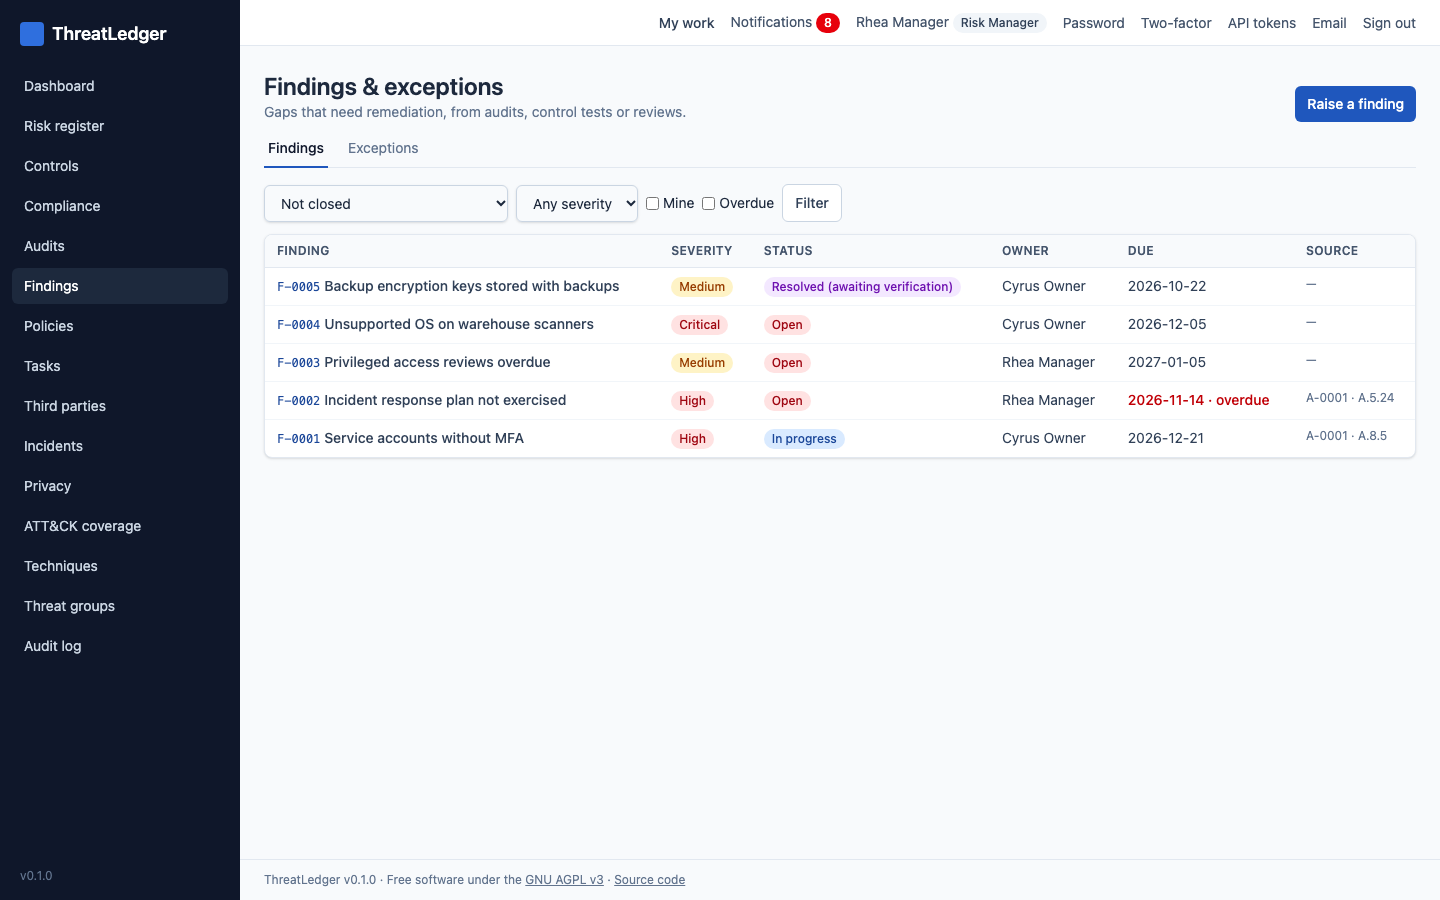 ThreatLedger
Dashboard
Risk register
Controls
Compliance
Audits
Findings
Policies
Tasks
Third parties
Incidents
Privacy
ATT&CK coverage
Techniques
Threat groups
Audit log
v0.1.0
My work Notifications 8 Rhea Manager Risk Manager Password Two-factor API tokens Email Sign out
Findings & exceptions
Gaps that need remediation, from audits, control tests or reviews.
Raise a finding
Findings Exceptions
Not closed Any severity Mine Overdue Filter
FINDING SEVERITY STATUS OWNER DUE SOURCE
F-0005 Backup encryption keys stored with backups Medium Resolved (awaiting verification) Cyrus Owner 2026-10-22 —
F-0004 Unsupported OS on warehouse scanners Critical Open Cyrus Owner 2026-12-05 —
F-0003 Privileged access reviews overdue Medium Open Rhea Manager 2027-01-05 —
F-0002 Incident response plan not exercised High Open Rhea Manager 2026-11-14 · overdue A-0001 · A.5.24
F-0001 Service accounts without MFA High In progress Cyrus Owner 2026-12-21 A-0001 · A.8.5
ThreatLedger v0.1.0 · Free software under the GNU AGPL v3 · Source code